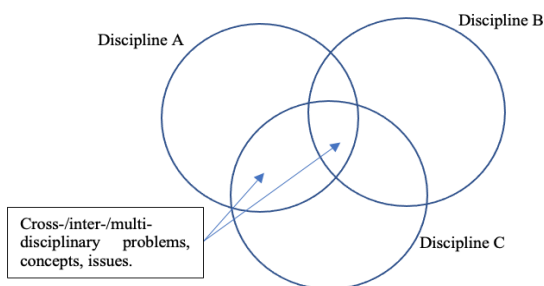 Discipline B
Discipline A
Cross-/inter-/multi-
disciplinary problems,
concepts, issues.
Discipline C